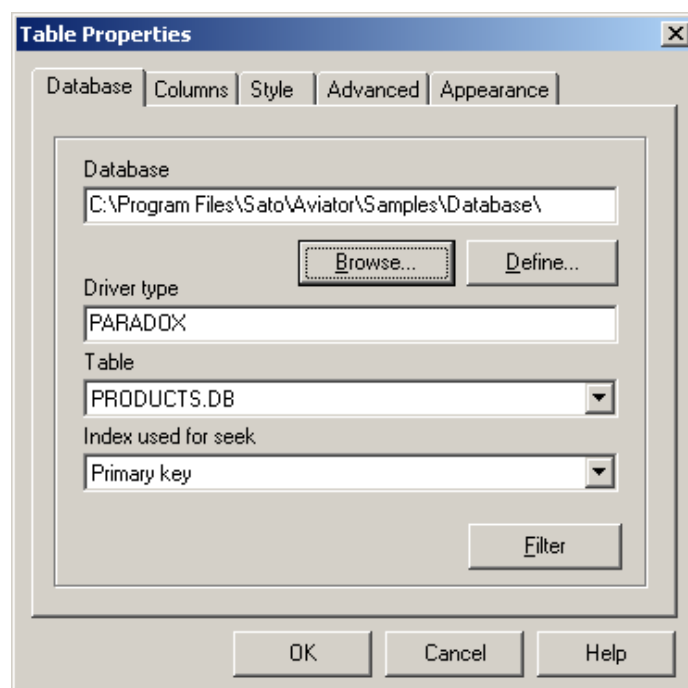 Table Properties
Database Columns Style Advanced Appearance
Database
C:\Program Files\Sato\Aviator\Samples\Database\
Browse... Define...
Driver type
PARADOX
Table
PRODUCTS.DB
Index used for seek
Primary key
Filter
OK Cancel Help